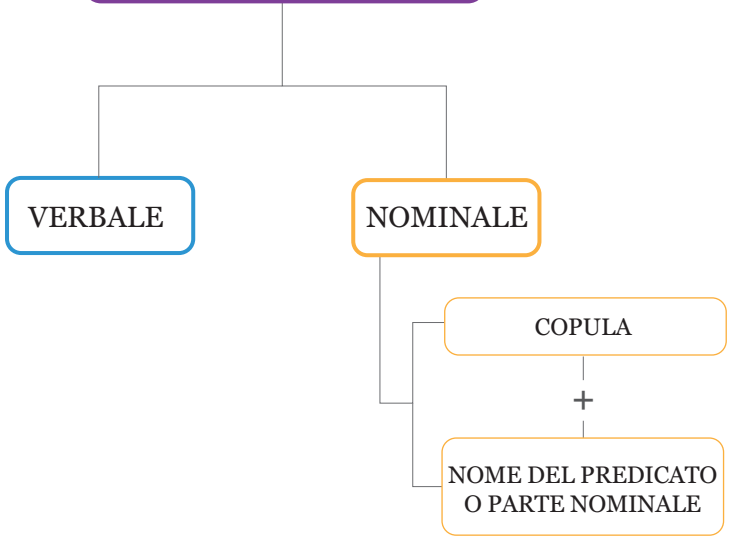 VERBALE
NOMINALE
COPULA
+
NOME DEL PREDICATO
O PARTE NOMINALE